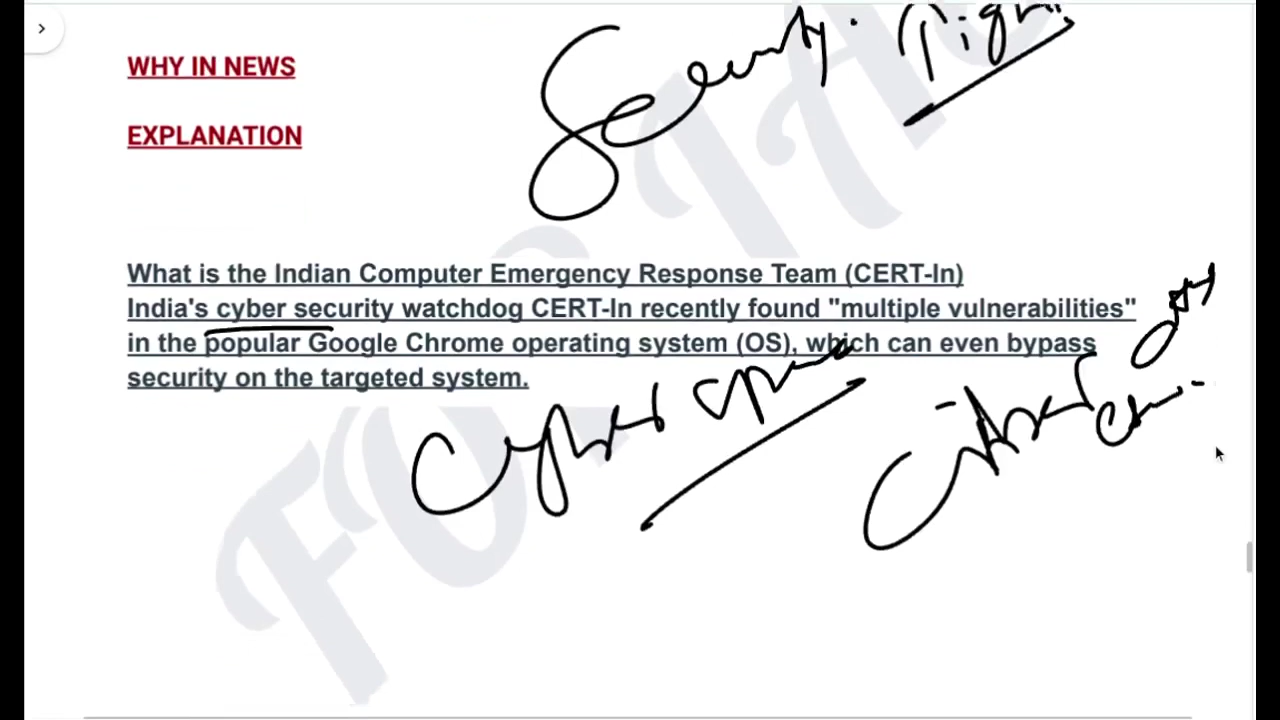 Security. Tight
WHY IN NEWS
EXPLANATION
What is the Indian Computer Emergency Response Team (CERT-In)
India's cyber security watchdog CERT-In recently found "multiple vulnerabilities"
in the popular Google Chrome operating system (OS), which can even bypass
security on the targeted system.
Cyber
Cyber